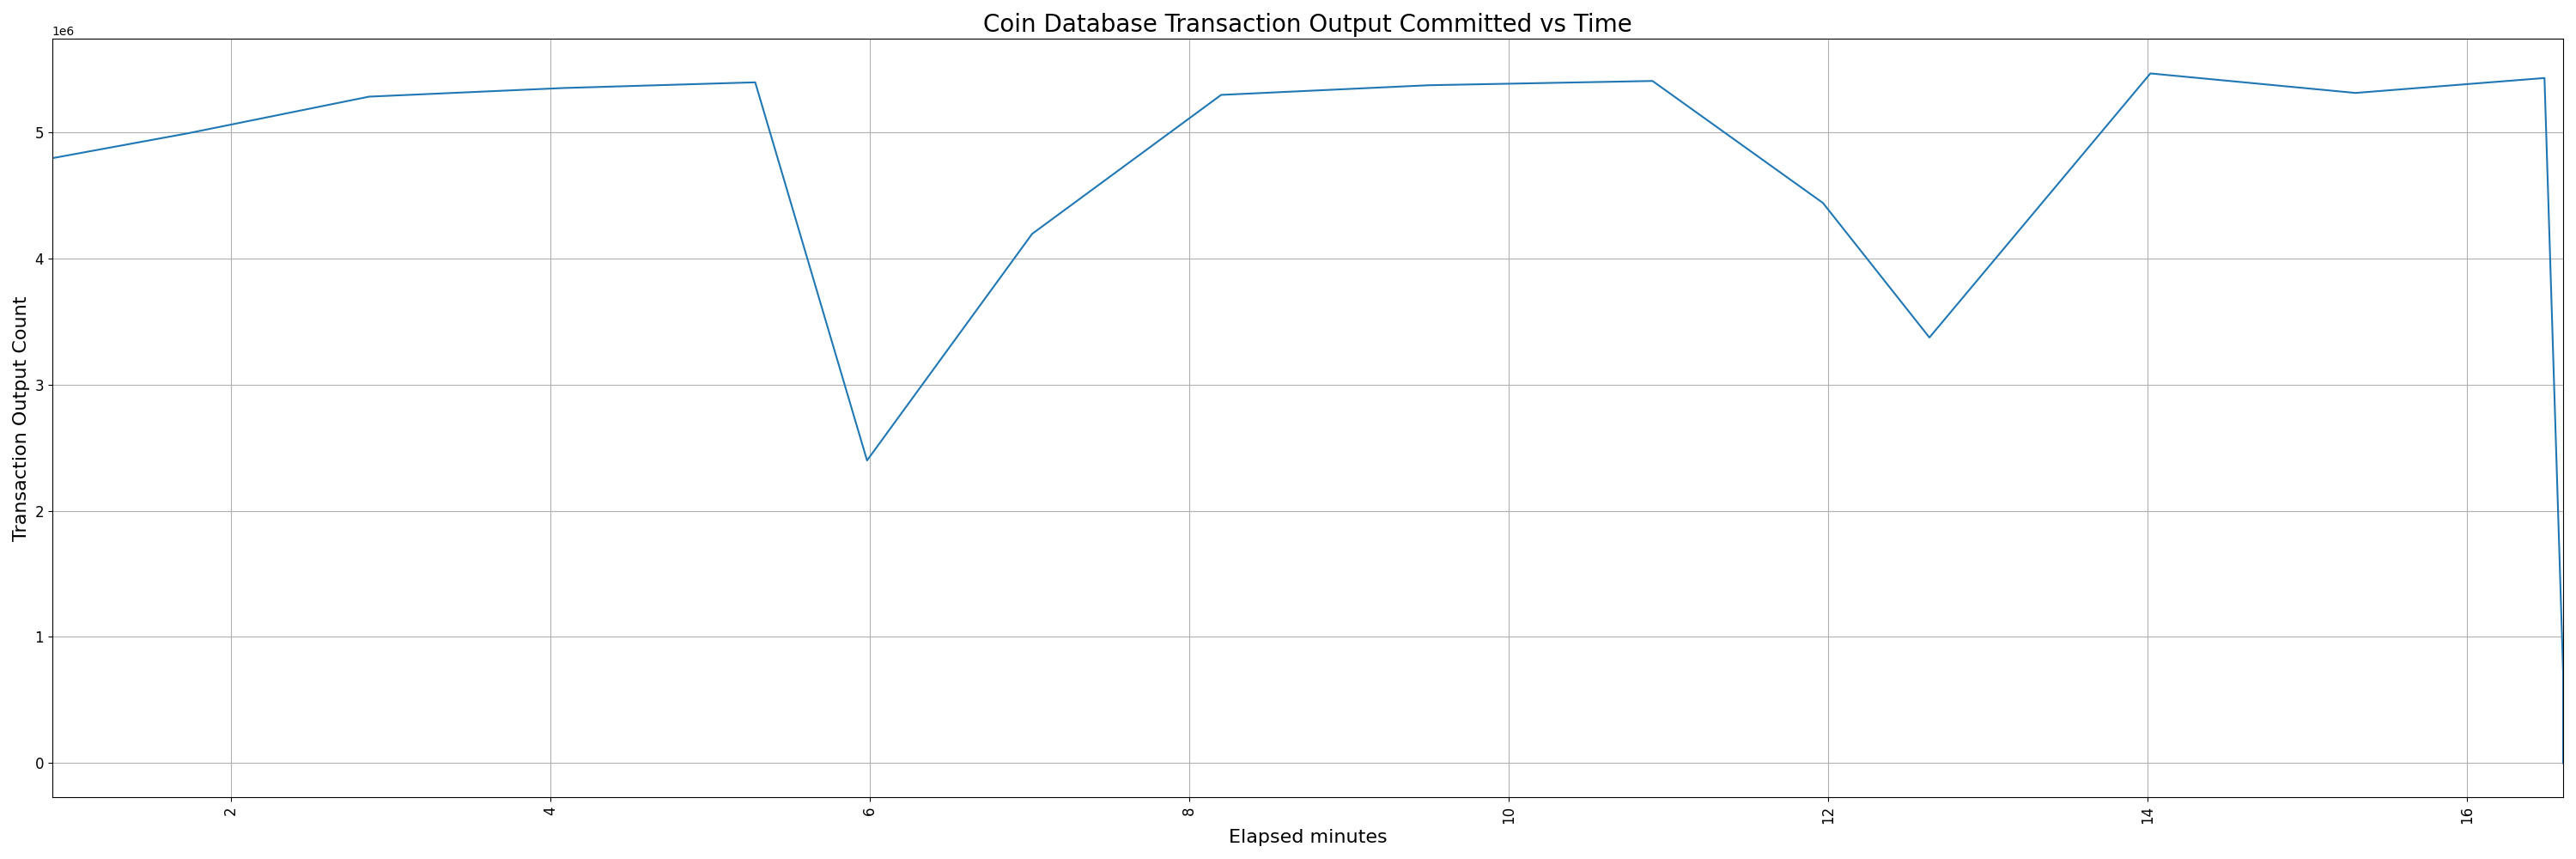 Coin Database Transaction Output Committed vs Time
1e6
5
4
3
2
1
0
Transaction Output Count
2 4 6 8 10 12 14 16
Elapsed minutes